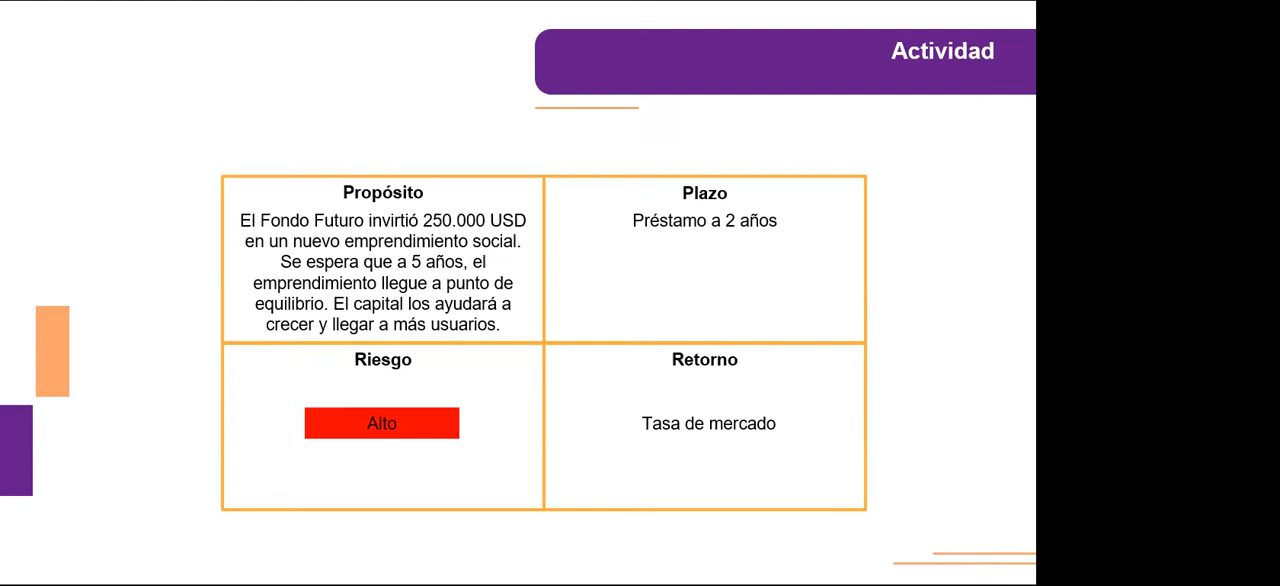 Actividad
Propósito
El Fondo Futuro invirtió 250.000 USD
en un nuevo emprendimiento social.
Se espera que a 5 años, el
emprendimiento llegue a punto de
equilibrio. El capital los ayudará a
crecer y llegar a más usuarios.
Plazo
Préstamo a 2 años
Riesgo
Alto
Retorno
Tasa de mercado